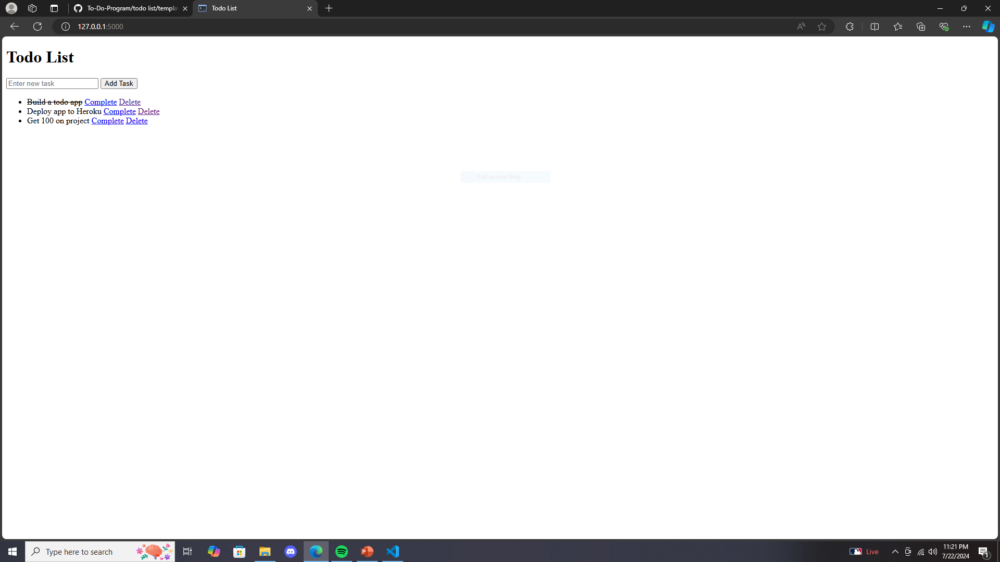 To-Do-Program/todo list/templa
Todo List
127.0.0.1:5000
Todo List
Enter new task Add Task
Build a todo app Complete Delete
Deploy app to Heroku Complete Delete
Get 100 on project Complete Delete
Full-screen Snip
Type here to search
Live
11:21 PM
7/22/2024
1